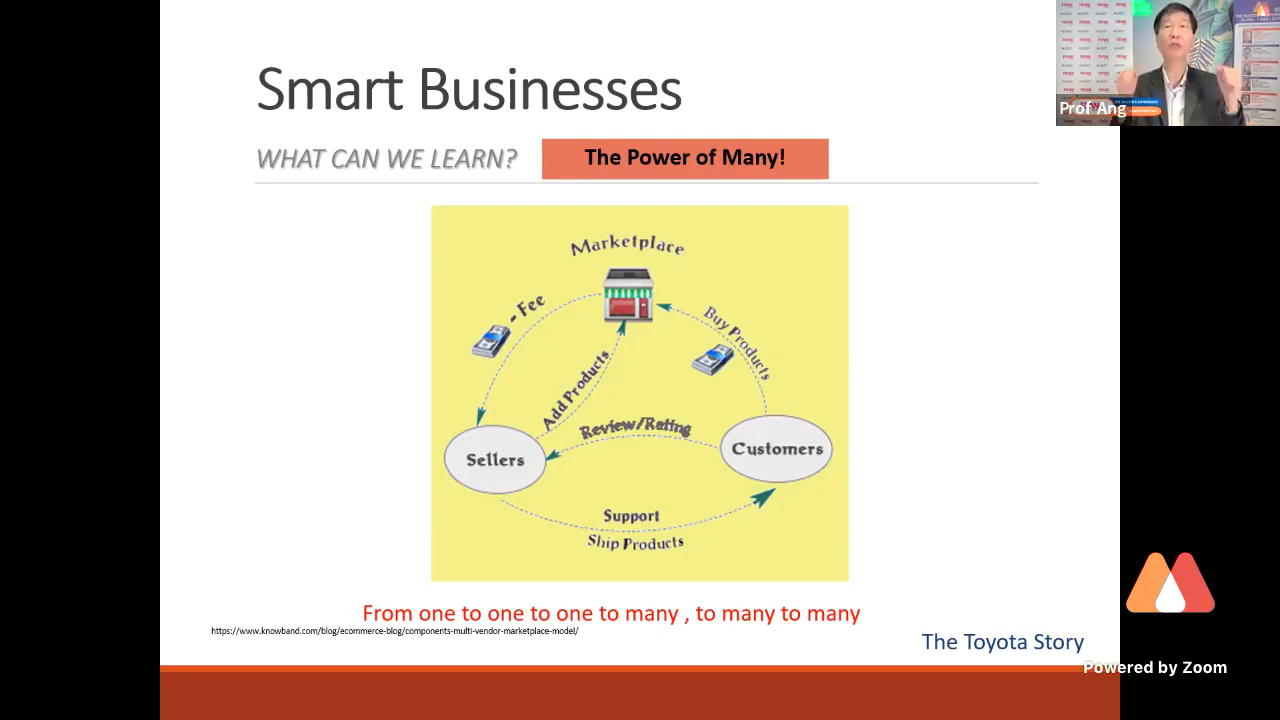 Smart Businesses
Prof Ang
WHAT CAN WE LEARN?
The Power of Many!
Marketplace
- Fee
Buy Products
Add Products
Review/Rating
Sellers
Customers
Support
Ship Products
From one to one to one to many , to many to many
https://www.knowband.com/blog/ecommerce-blog/components-multi-vendor-marketplace-model/
The Toyota Story
Powered by Zoom